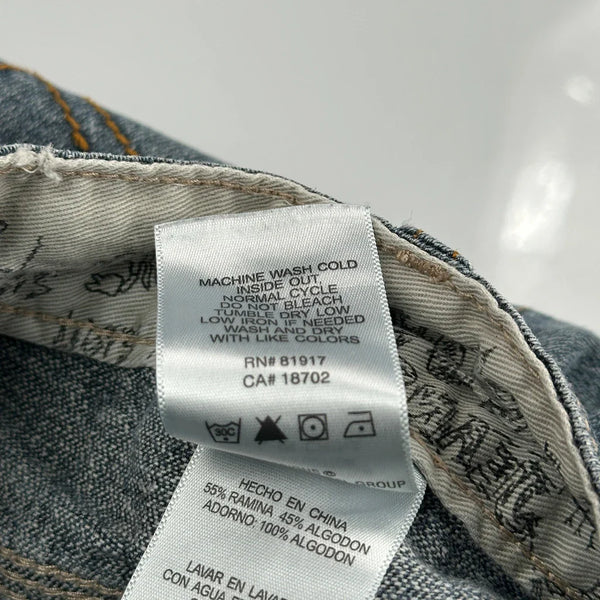 MACHINE WASH COLD
INSIDE OUT
NORMAL CYCLE
DO NOT BLEACH
TUMBLE DRY LOW
LOW IRON IF NEEDED
WASH AND DRY
WITH LIKE COLORS
RN# 81917
CA# 18702
GROUP
HECHO EN CHINA
55% RAMINA 45% ALGODON
ADORNO: 100% ALGODON
LAVAR EN LAVAR
CON AGUA